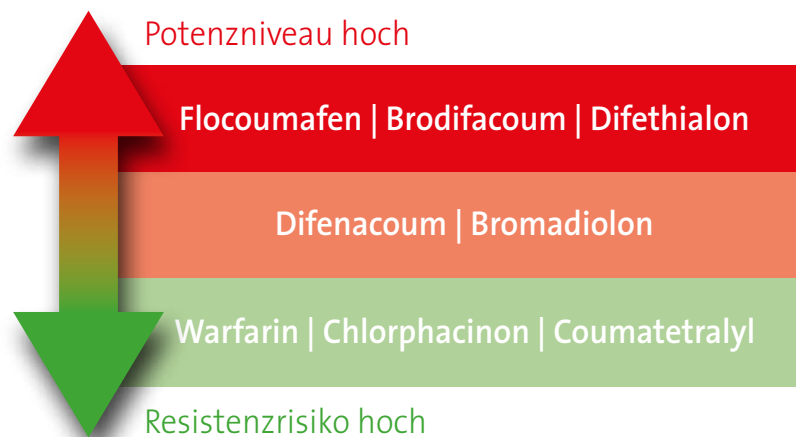 Potenzniveau hoch
Flocoumafen | Brodifacoum | Difethialon
Difenacoum | Bromadiolon
Warfarin | Chlorphacinon | Coumatetralyl
Resistenzrisiko hoch